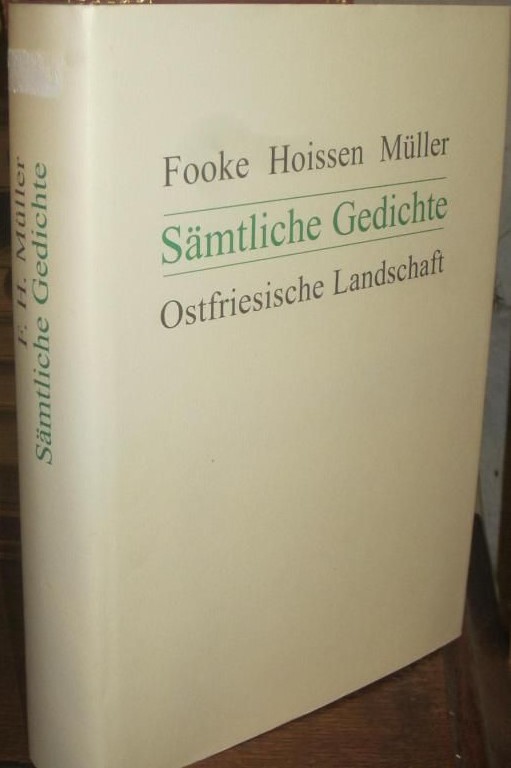 Fooke Hoissen Müller
Sämtliche Gedichte
Ostfriesische Landschaft
F. H. Müller
Sämtliche Gedichte